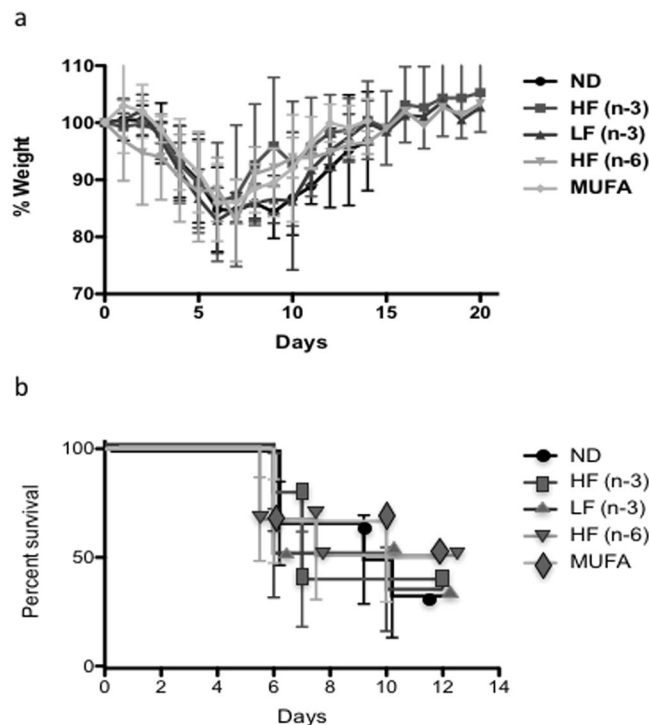 a
110
100
90
80
70
% Weight
0 5 10 15 20
Days
ND
HF (n-3)
LF (n-3)
HF (n-6)
MUFA
b
100
50
0
Percent survival
0 2 4 6 8 10 12 14
Days
ND
HF (n-3)
LF (n-3)
HF (n-6)
MUFA